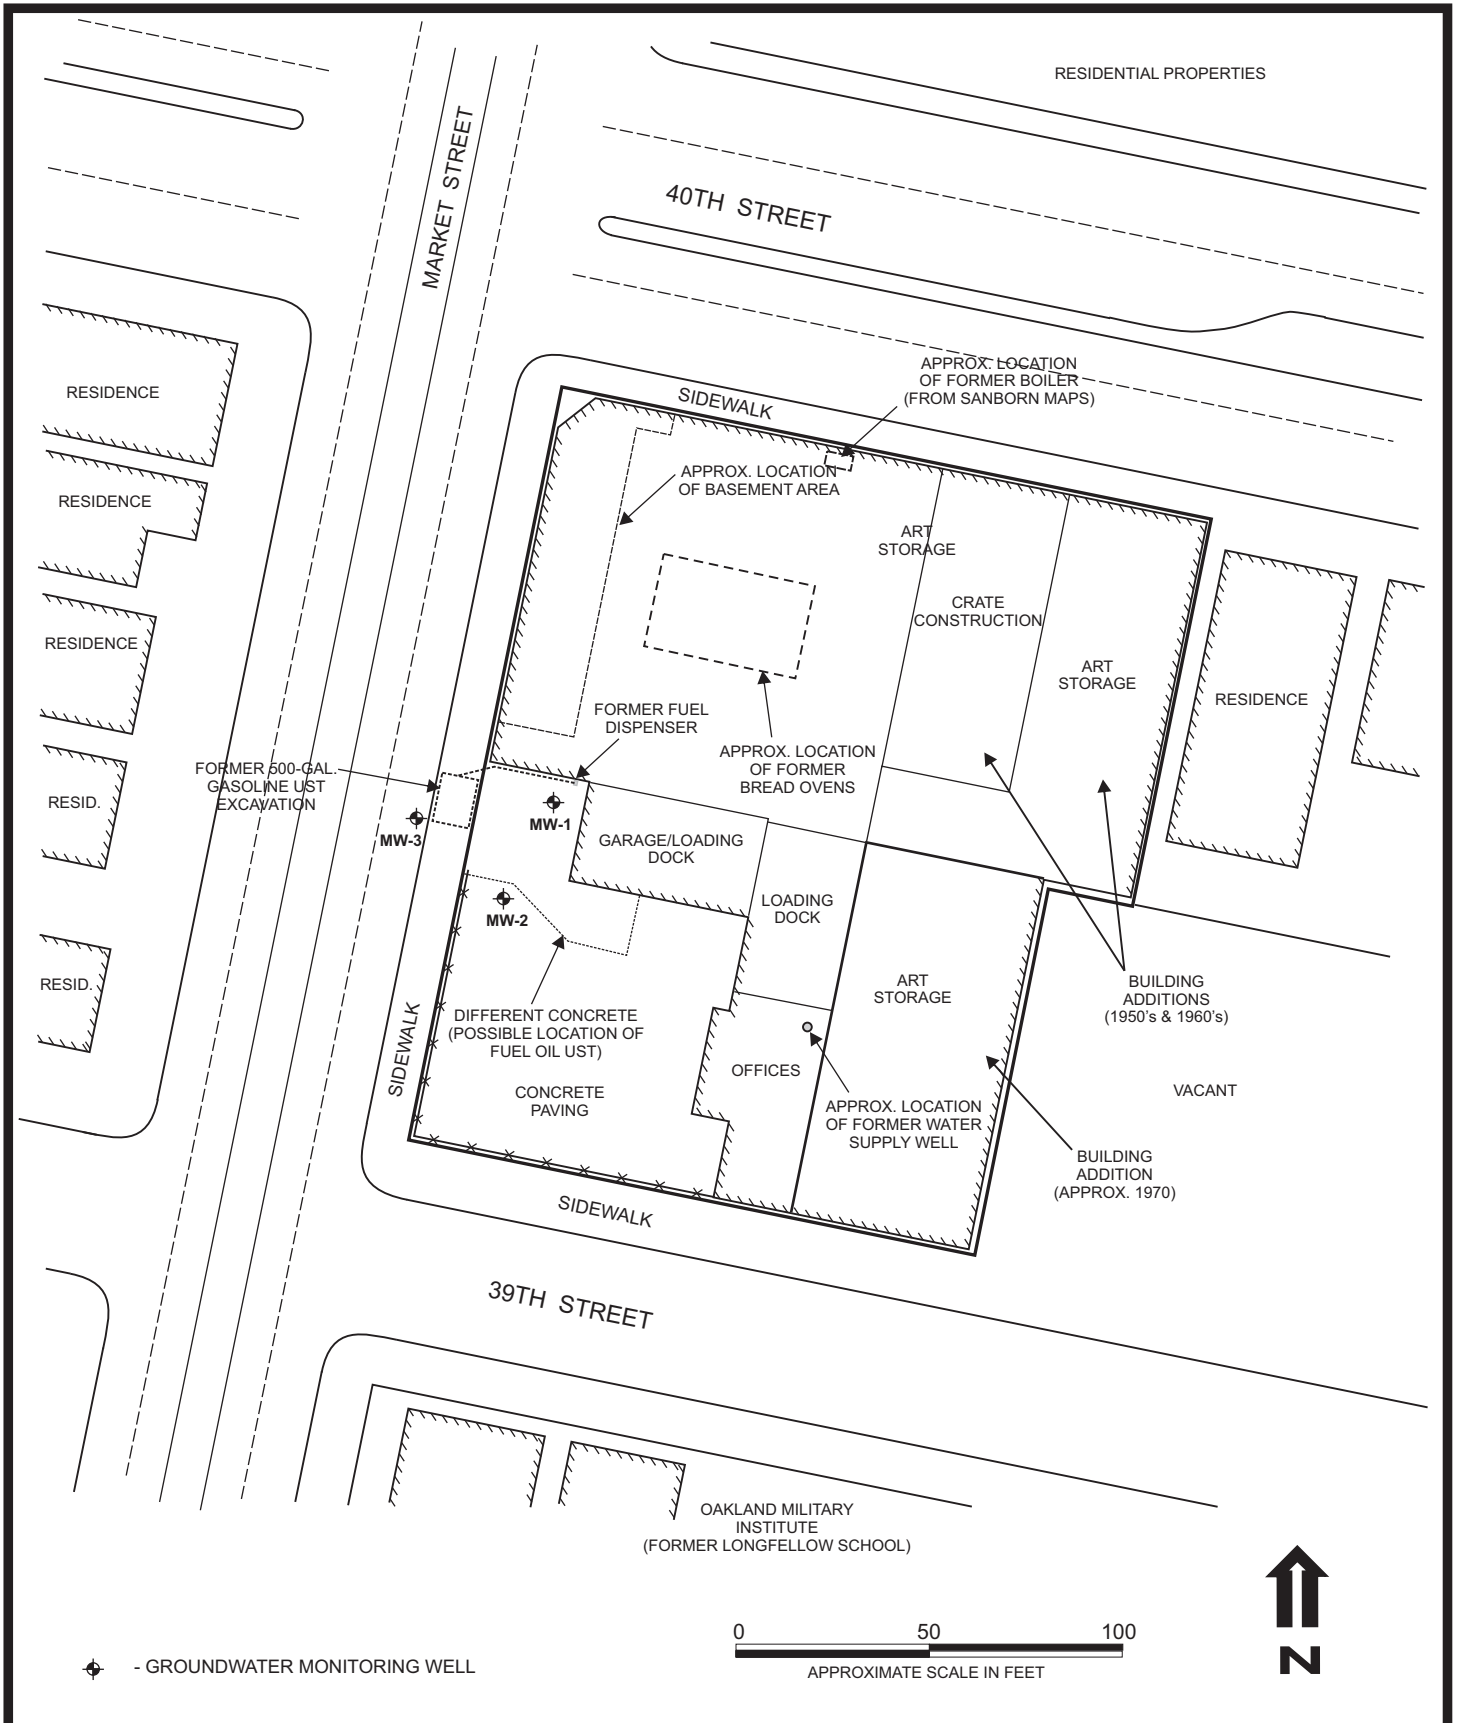 RESIDENTIAL PROPERTIES
MARKET STREET
40TH STREET
RESIDENCE
APPROX. LOCATION
OF FORMER BOILER
(FROM SANBORN MAPS)
SIDEWALK
RESIDENCE
APPROX. LOCATION
OF BASEMENT AREA
ART
STORAGE
CRATE
CONSTRUCTION
RESIDENCE
ART
STORAGE
RESIDENCE
FORMER FUEL
DISPENSER
APPROX. LOCATION
OF FORMER
BREAD OVENS
FORMER 500-GAL.
GASOLINE UST
EXCAVATION
RESID.
MW-1
MW-3
GARAGE/LOADING
DOCK
LOADING
DOCK
MW-2
RESID.
ART
STORAGE
BUILDING
ADDITIONS
(1950's & 1960's)
DIFFERENT CONCRETE
(POSSIBLE LOCATION OF
FUEL OIL UST)
SIDEWALK
OFFICES
CONCRETE
PAVING
VACANT
APPROX. LOCATION
OF FORMER WATER
SUPPLY WELL
BUILDING
ADDITION
(APPROX. 1970)
SIDEWALK
39TH STREET
OAKLAND MILITARY
INSTITUTE
(FORMER LONGFELLOW SCHOOL)
0 50 100
APPROXIMATE SCALE IN FEET
N
- GROUNDWATER MONITORING WELL